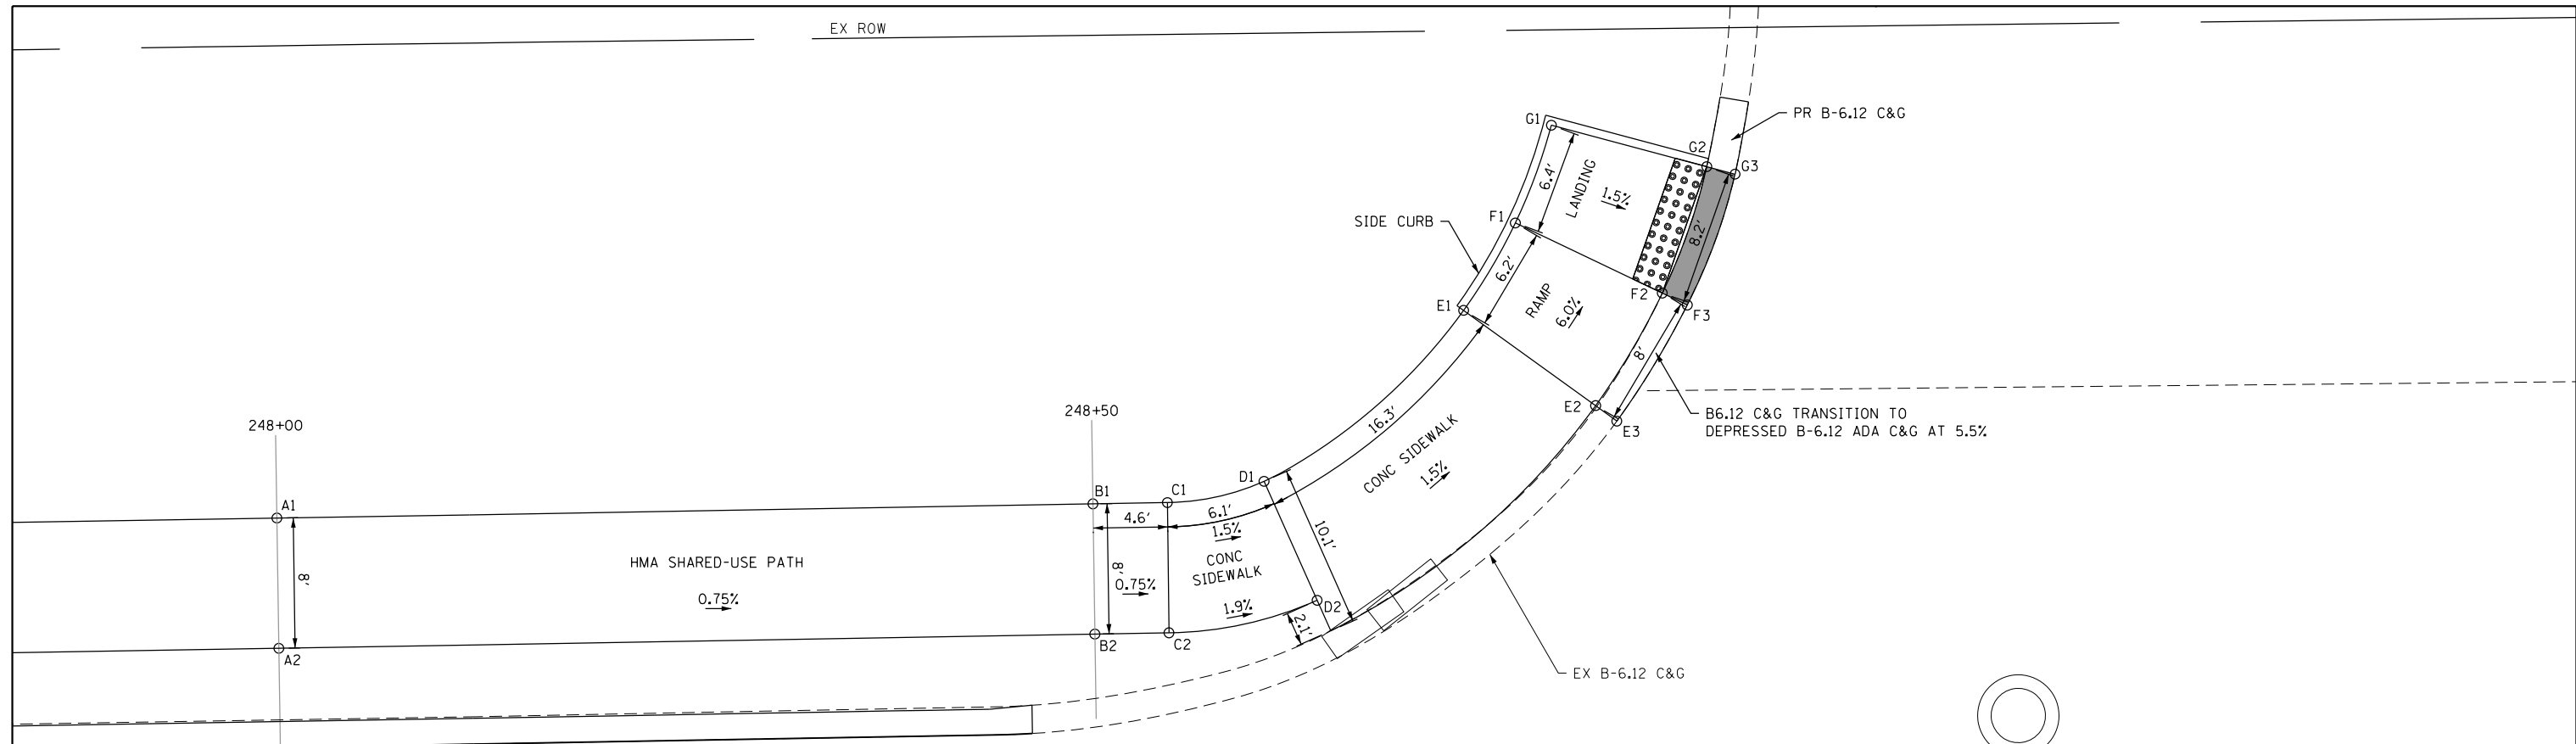 EX ROW
PR B-6.12 C&G
G1
G2
G3
6.4'
LANDING
1.5%
F1
SIDE CURB
8.2'
6.2'
F2
F3
E1
RAMP
6.0%
8'
248+50
248+00
E2
B6.12 C&G TRANSITION TO
DEPRESSED B-6.12 ADA C&G AT 5.5%
E3
16.3'
CONC SIDEWALK
1.5%
D1
A1
B1
C1
4.6'
6.1'
1.5%
10.1'
HMA SHARED-USE PATH
0.75%
8'
8'
0.75%
CONC
SIDEWALK
1.9%
D2
2.1'
A2
B2
C2
EX B-6.12 C&G